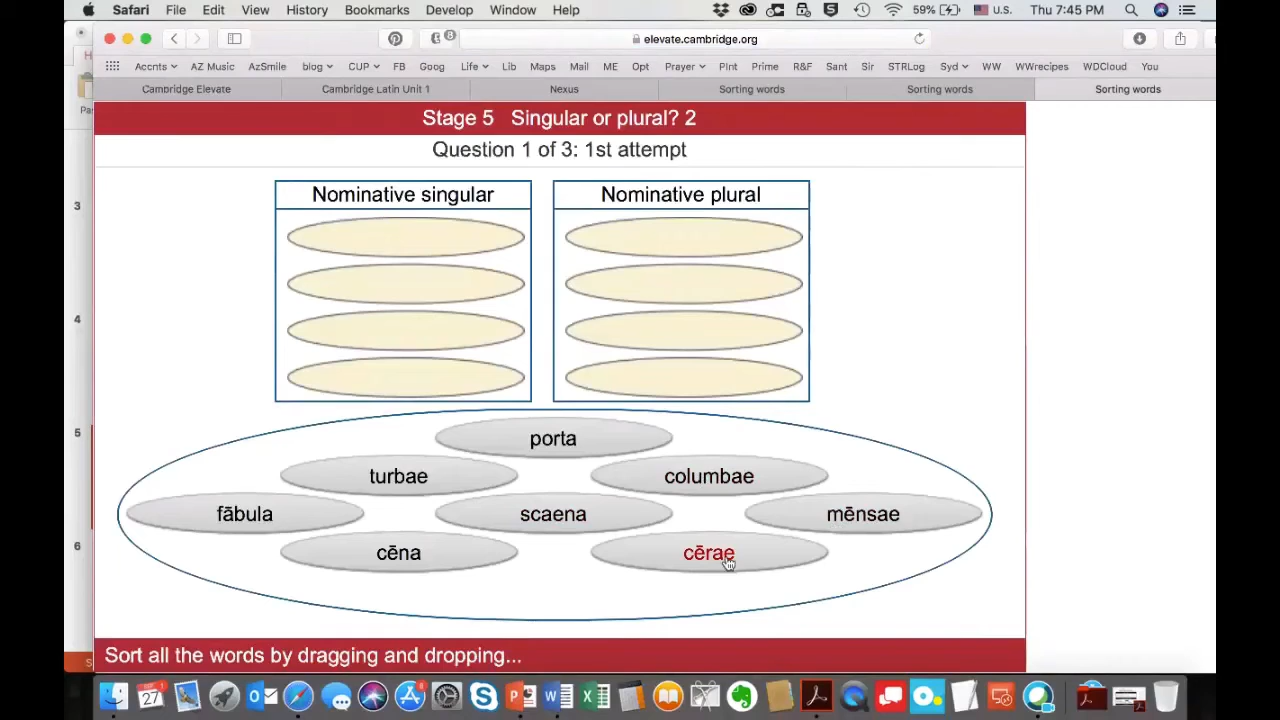 Safari File Edit View History Bookmarks Develop Window Help 59% U.S. Thu 7:45 PM
8 elevate.cambridge.org
Accnts AZ Music AzSmile blog CUP FB Goog Life Lib Maps Mail ME Opt Prayer PInt Prime R&F Sant Sir STRLog Syd WW WWrecipes WDCloud You
Cambridge Elevate Cambridge Latin Unit 1 Nexus Sorting words Sorting words Sorting words
H
Pas
Stage 5 Singular or plural? 2
Question 1 of 3: 1st attempt
Nominative singular Nominative plural
3
4
5
6
porta
turbae columbae
fābula scaena mēnsae
cēna cērae
Sort all the words by dragging and dropping...
S
27